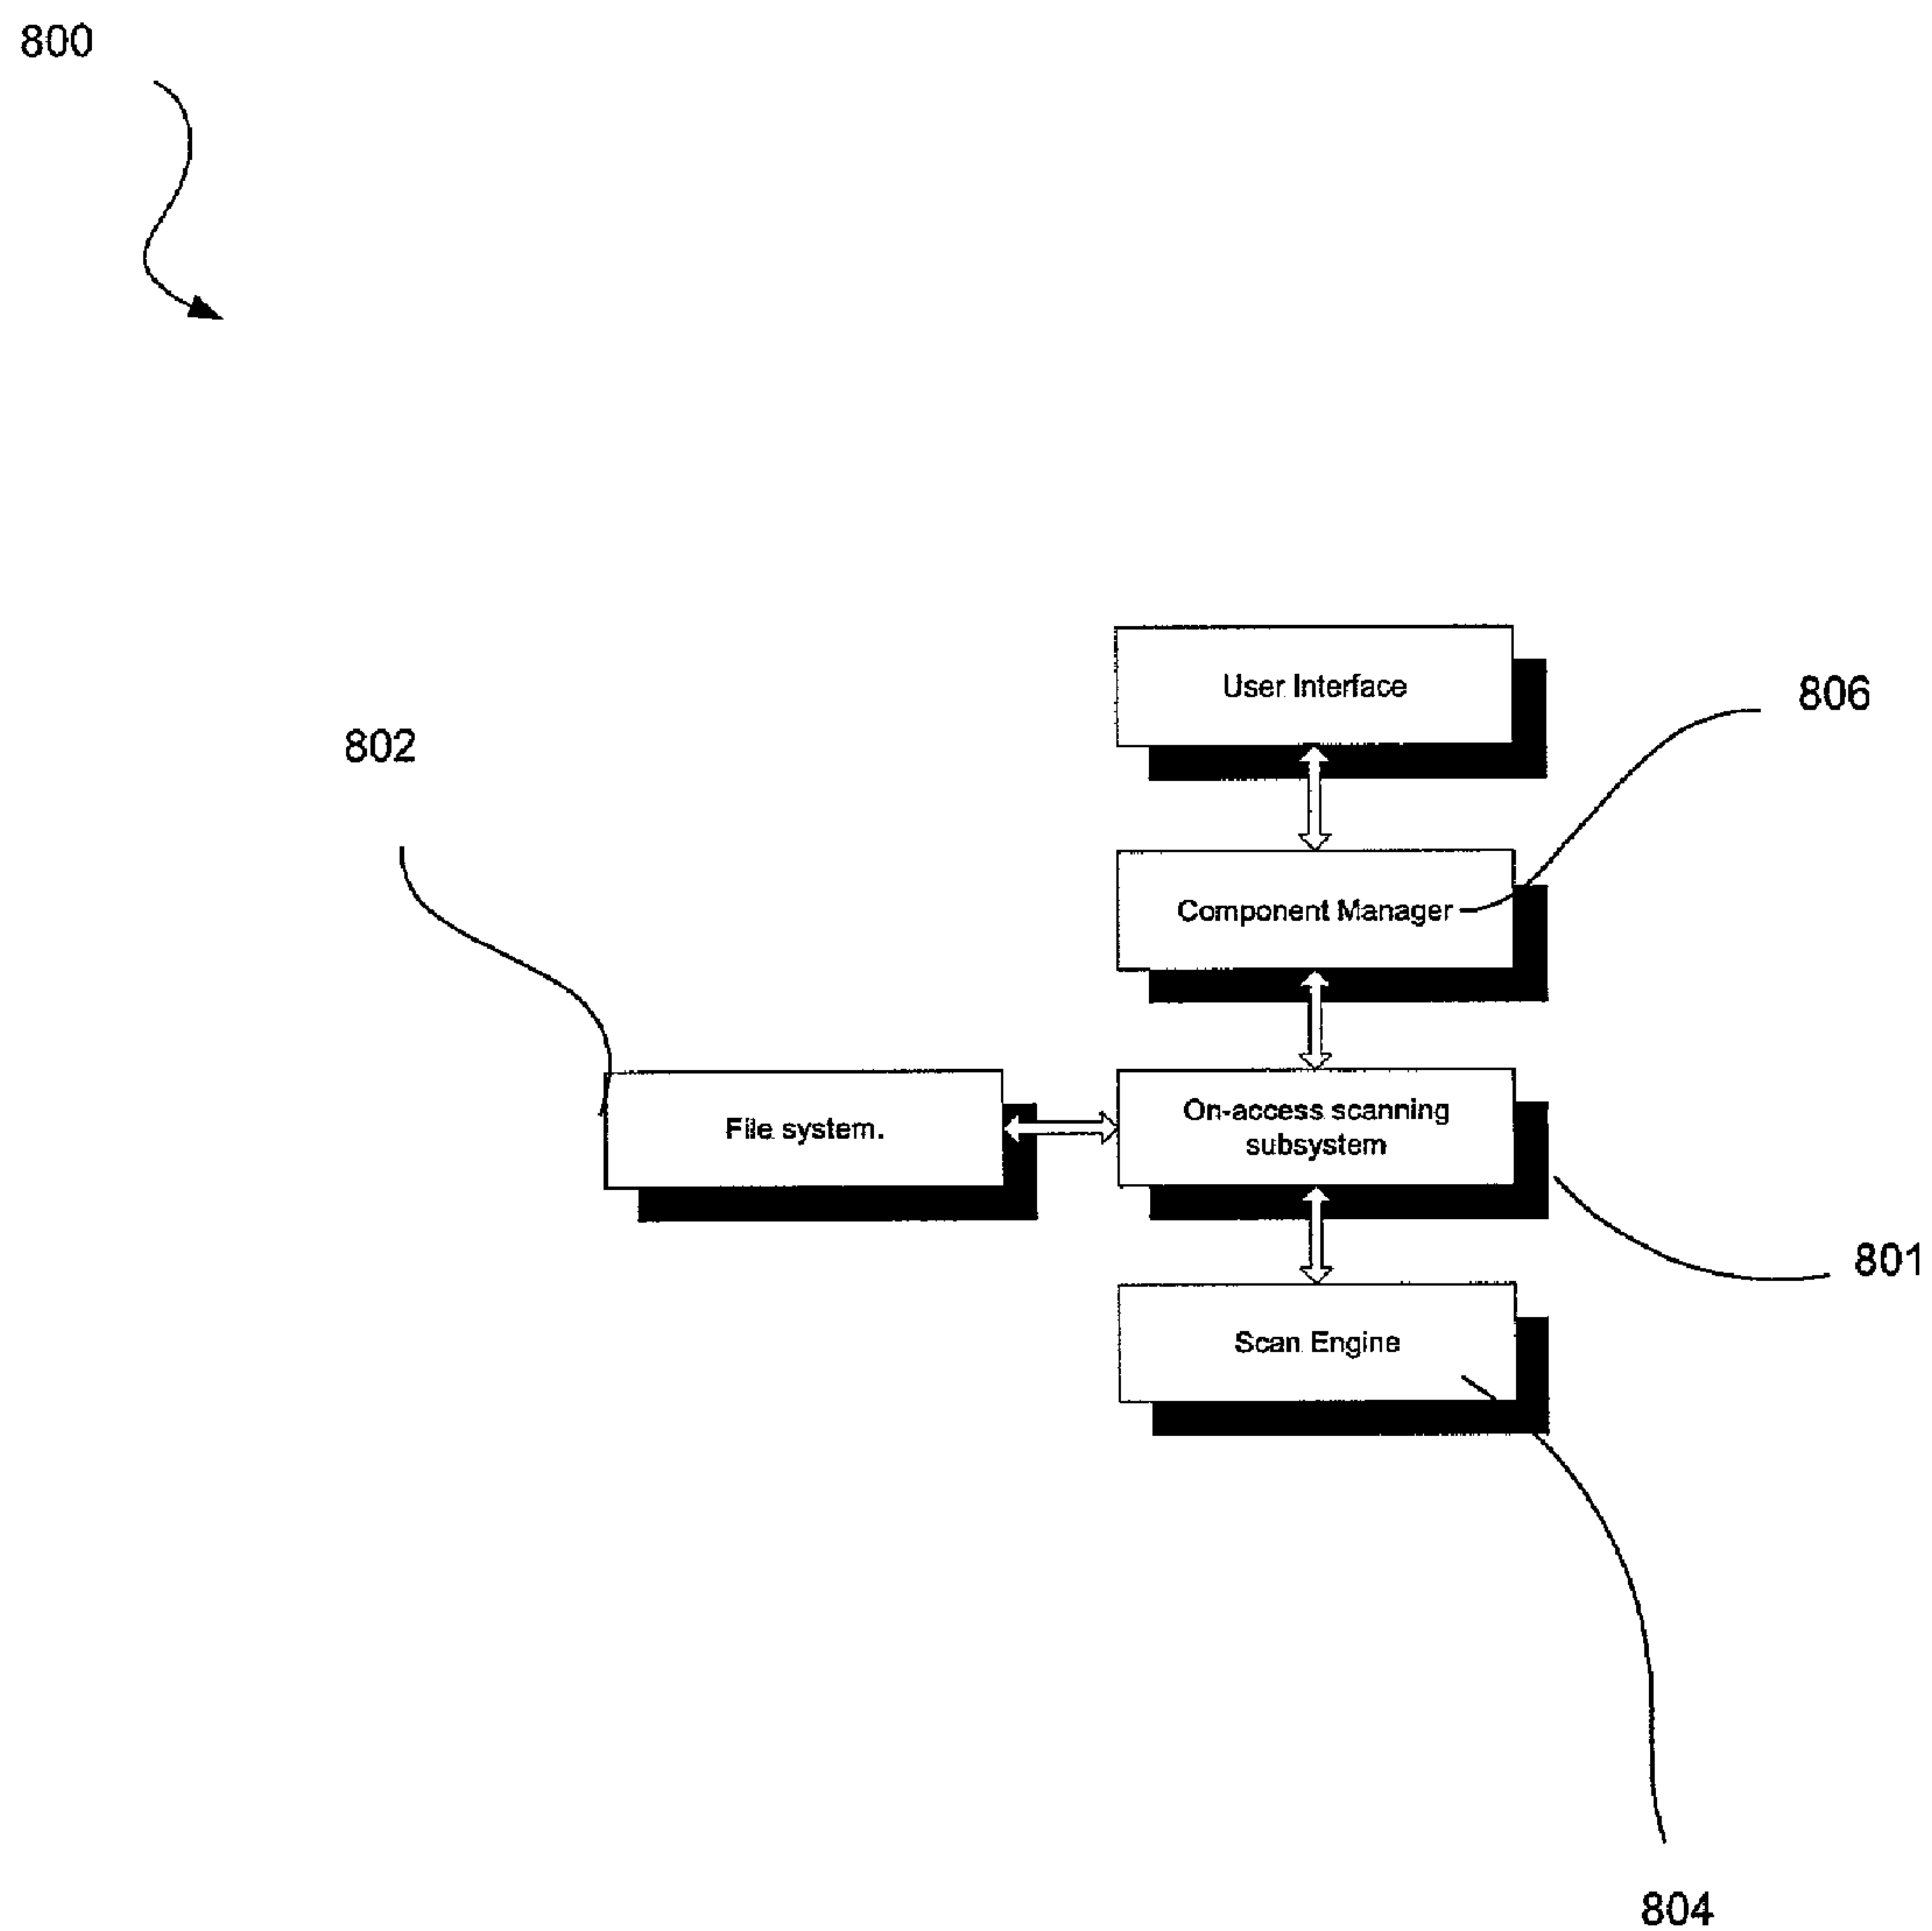 800
User Interface
806
802
Component Manager
File system.
On-access scanning
subsystem
801
Scan Engine
804